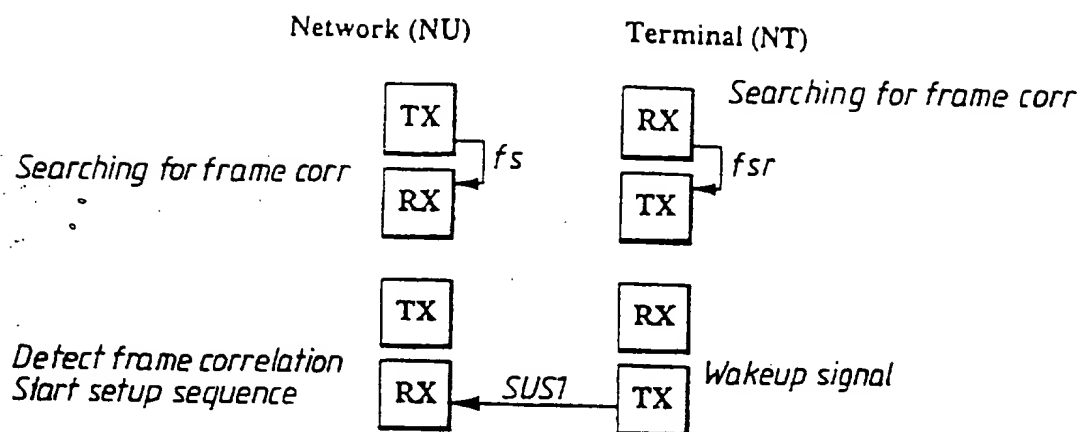 Network (NU)
Terminal (NT)
TX
RX
Searching for frame corr
fs
fsr
Searching for frame corr
RX
TX
TX
RX
Detect frame correlation
Start setup sequence
RX
SUS1
TX
Wakeup signal